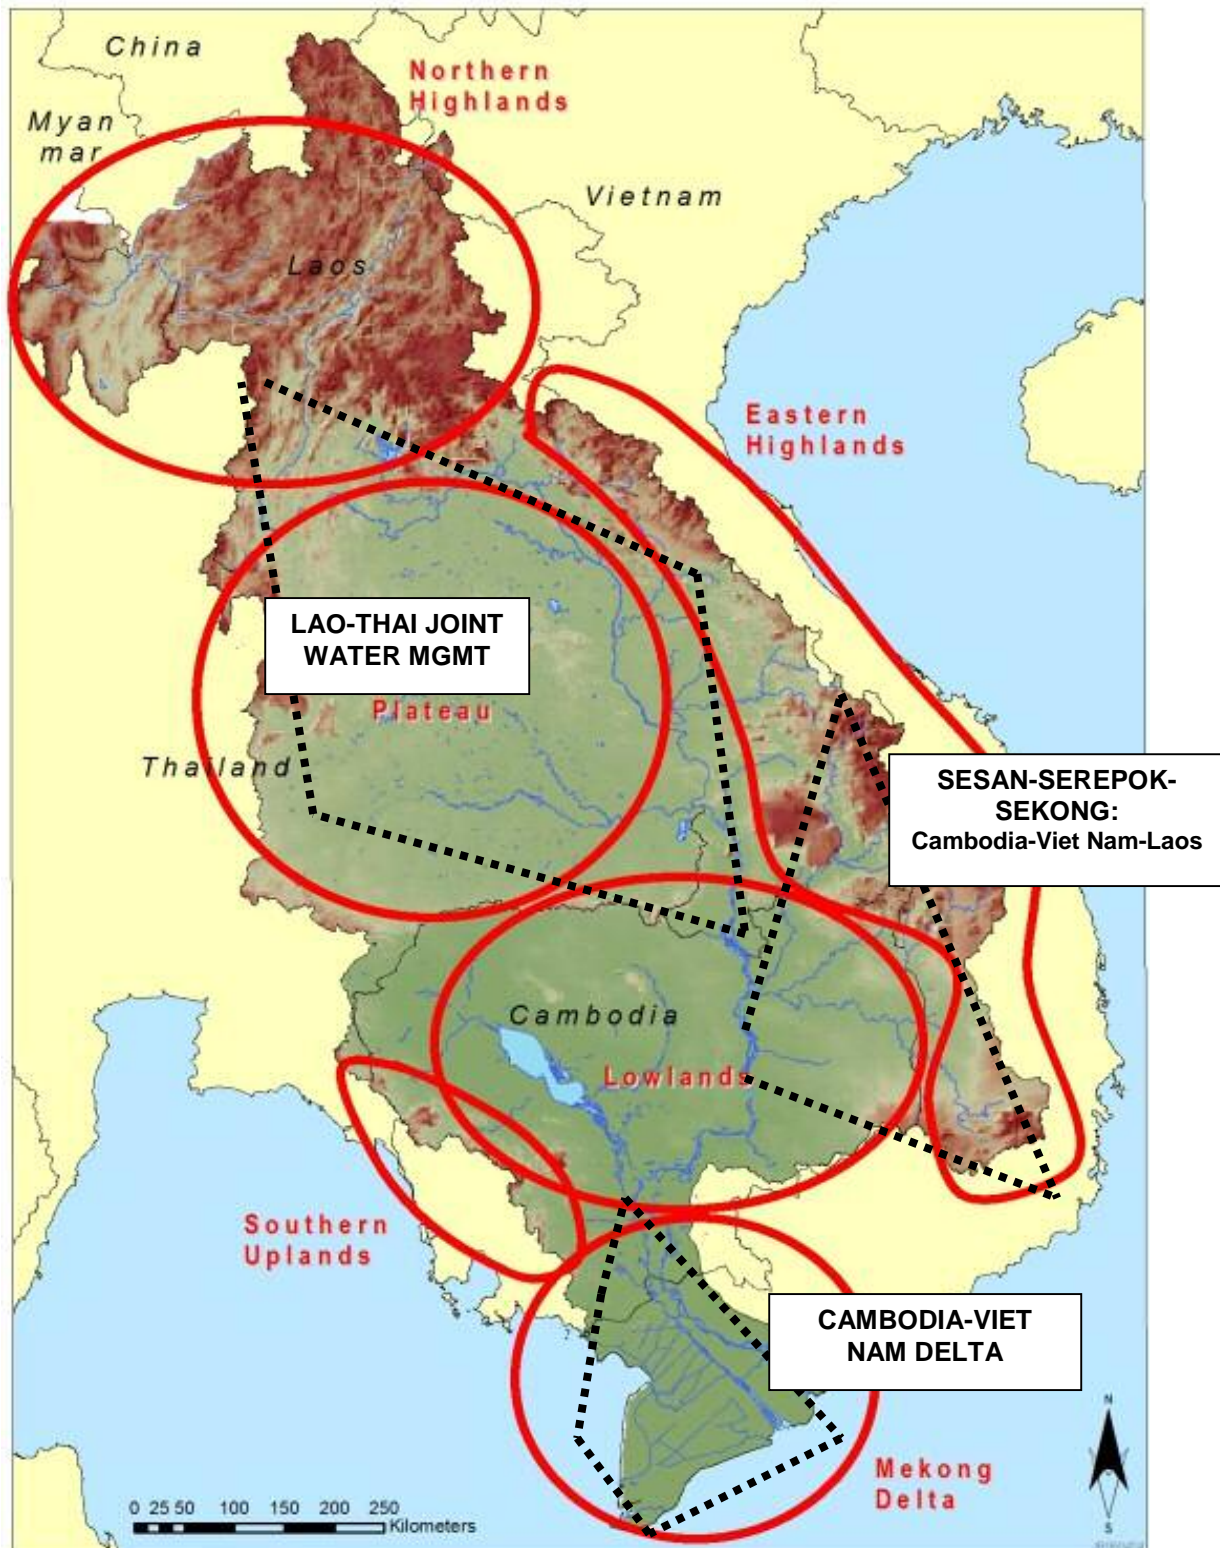 China
Northern
Highlands
Myan
mar
Vietnam
Laos
Eastern
Highlands
LAO-THAI JOINT
WATER MGMT
Plateau
Thailand
SESAN-SEREPOK-
SEKONG:
Cambodia-Viet Nam-Laos
Cambodia
Lowlands
Southern
Uplands
CAMBODIA-VIET
NAM DELTA
Mekong
Delta
N
S
0 25 50 100 150 200 250
Kilometers